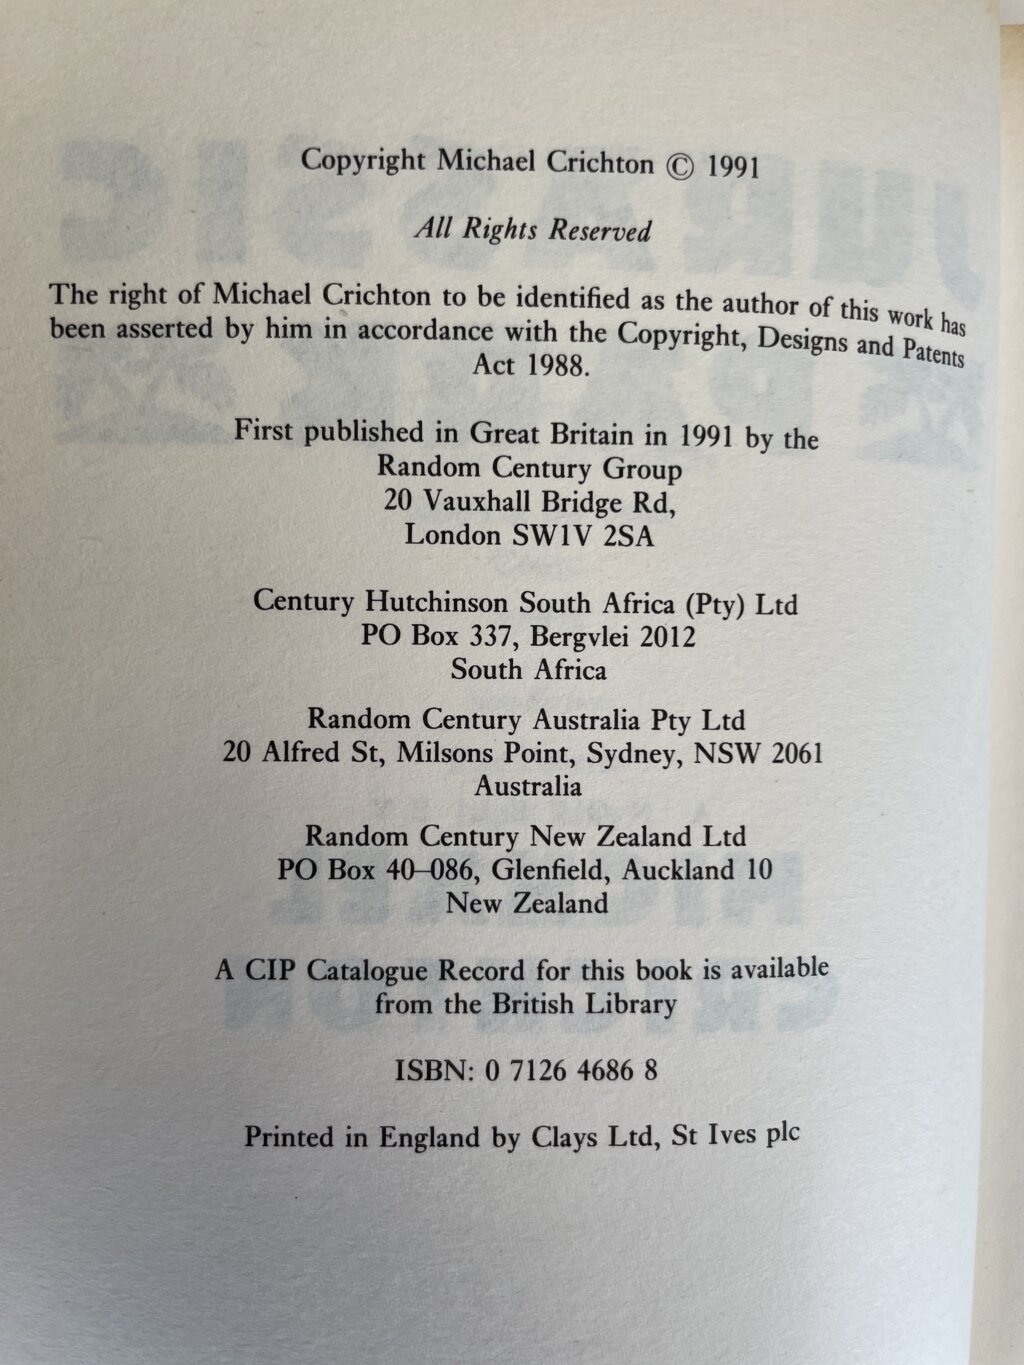 Copyright Michael Crichton © 1991
All Rights Reserved
The right of Michael Crichton to be identified as the author of this work has
been asserted by him in accordance with the Copyright, Designs and Patents
Act 1988.
First published in Great Britain in 1991 by the
Random Century Group
20 Vauxhall Bridge Rd,
London SW1V 2SA
Century Hutchinson South Africa (Pty) Ltd
PO Box 337, Bergvlei 2012
South Africa
Random Century Australia Pty Ltd
20 Alfred St, Milsons Point, Sydney, NSW 2061
Australia
Random Century New Zealand Ltd
PO Box 40–086, Glenfield, Auckland 10
New Zealand
A CIP Catalogue Record for this book is available
from the British Library
ISBN: 0 7126 4686 8
Printed in England by Clays Ltd, St Ives plc